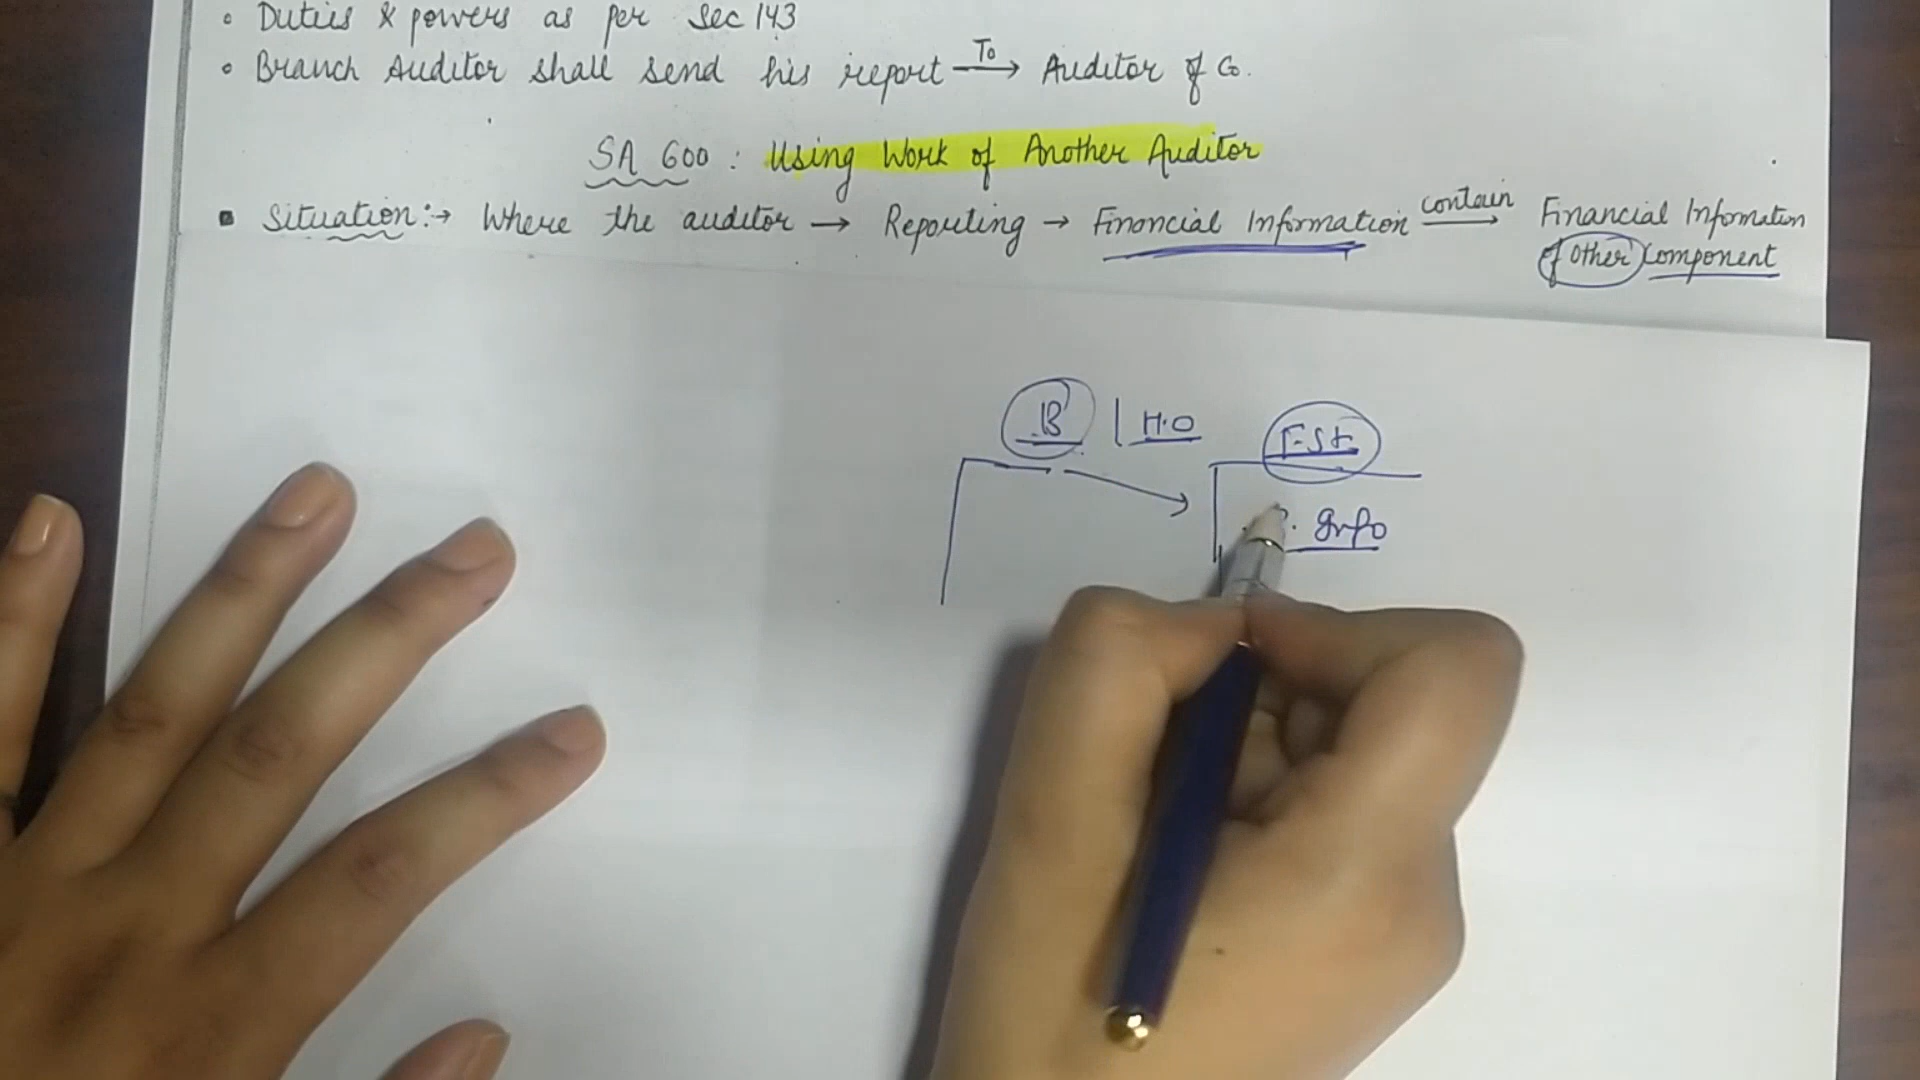 • Duties & powers as per Sec 143
• Branch Auditor shall send his report To → Auditor of Co.
SA 600 : Using Work of Another Auditor
▪ Situation :→ Where the auditor → Reporting → Financial Information contain → Financial Information
of Other Component
B | H.O F.St.
Info